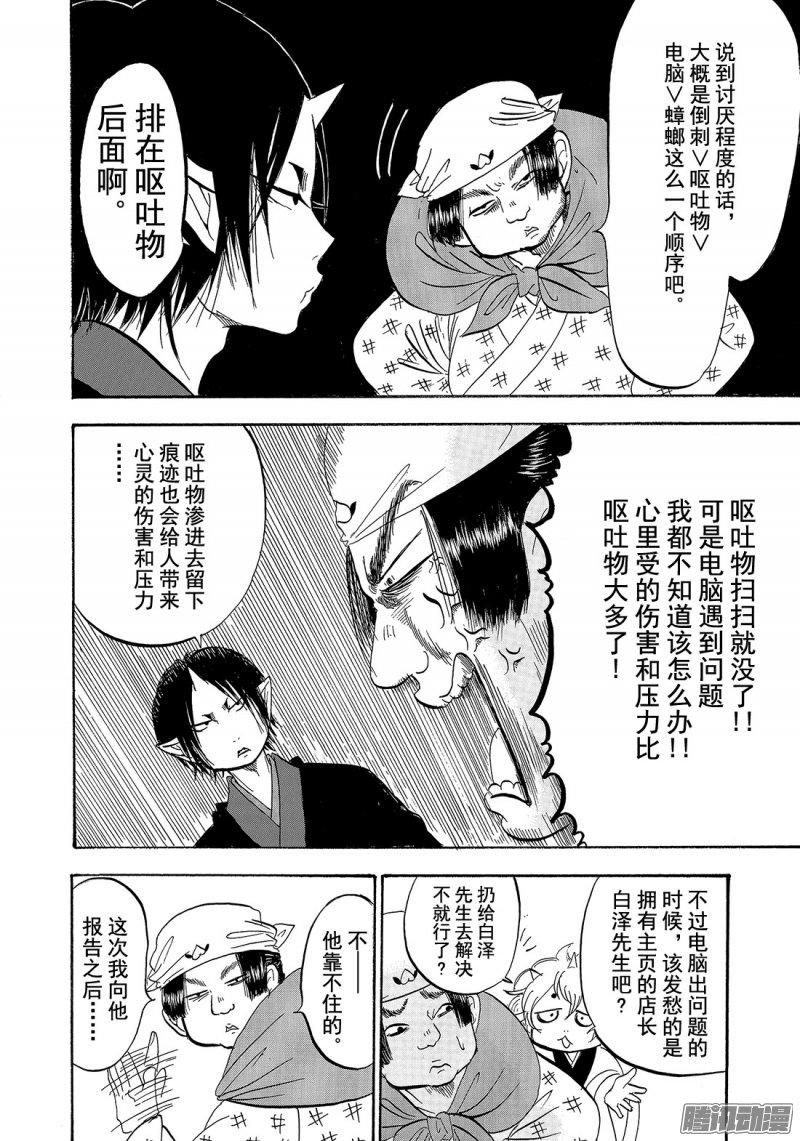 说到讨厌程度的话，
大概是倒刺∨呕吐物∨
电脑∨蟑螂这么一个顺序吧。
排在呕吐物
后面啊。
呕吐物扫扫就没了!!
可是电脑遇到问题
我都不知道该怎么办!!
心里受的伤害和压力比
呕吐物大多了！
呕吐物渗进去留下
痕迹也会给人带来
心灵的伤害和压力
……
不过电脑出问题的
时候，该发愁的是
拥有主页的店长
白泽先生吧？
扔给白泽
先生去解决
不就行了？
不——
他靠不住的。
这次我向他
报告之后……
腾讯动漫